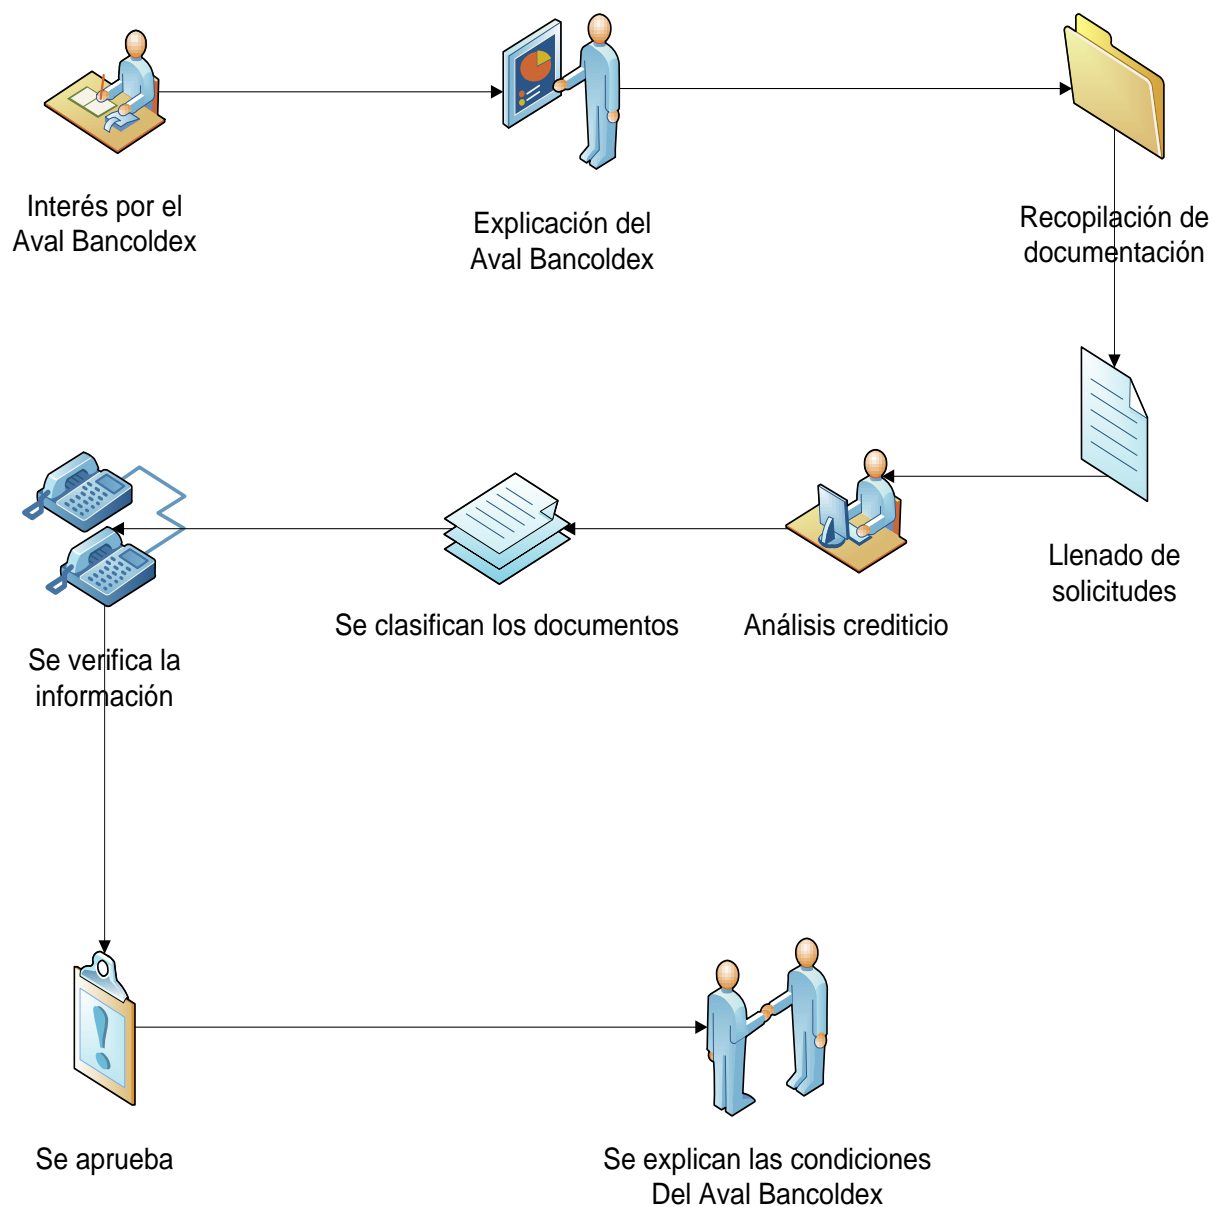 Interés por el
Aval Bancoldex
Explicación del
Aval Bancoldex
Recopilación de
documentación
Llenado de
solicitudes
Análisis crediticio
Se clasifican los documentos
Se verifica la
información
Se aprueba
Se explican las condiciones
Del Aval Bancoldex